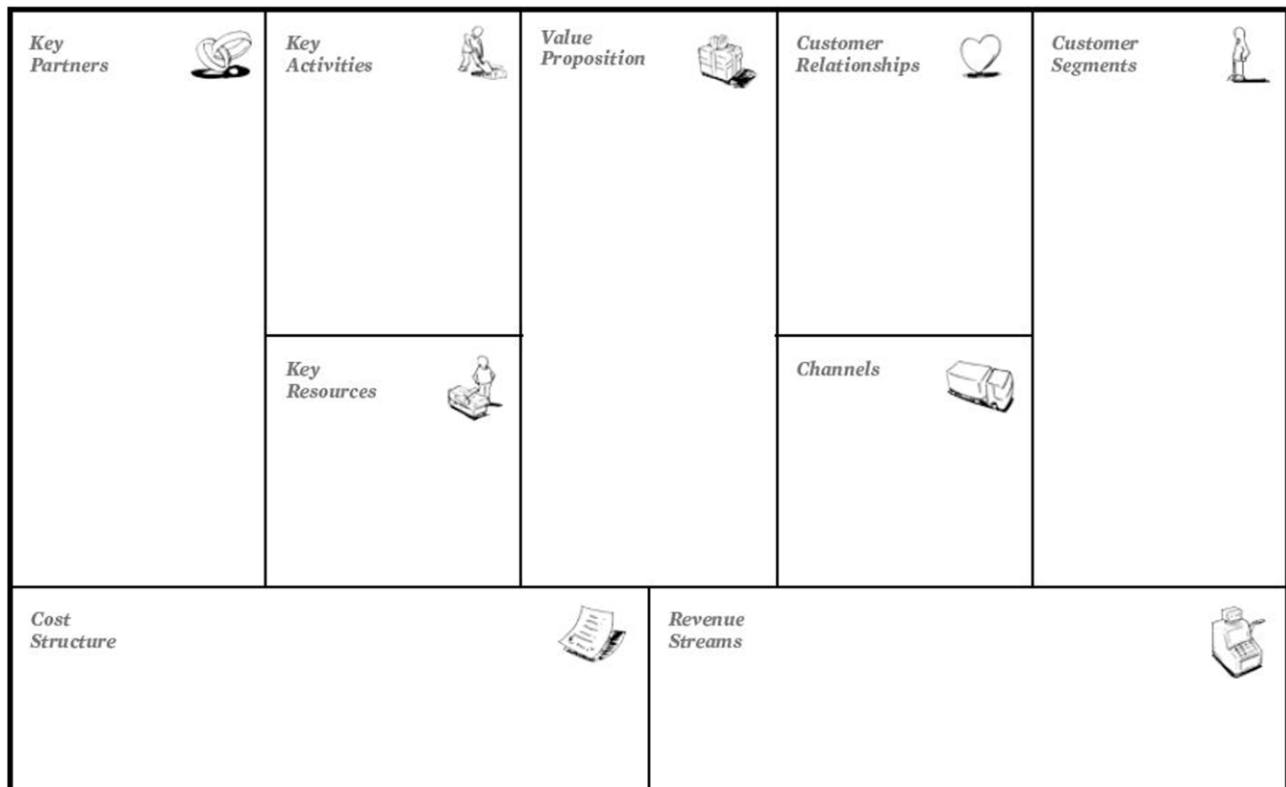 Key
Partners
Key
Activities
Value
Proposition
Customer
Relationships
Customer
Segments
Key
Resources
Channels
Cost
Structure
Revenue
Streams